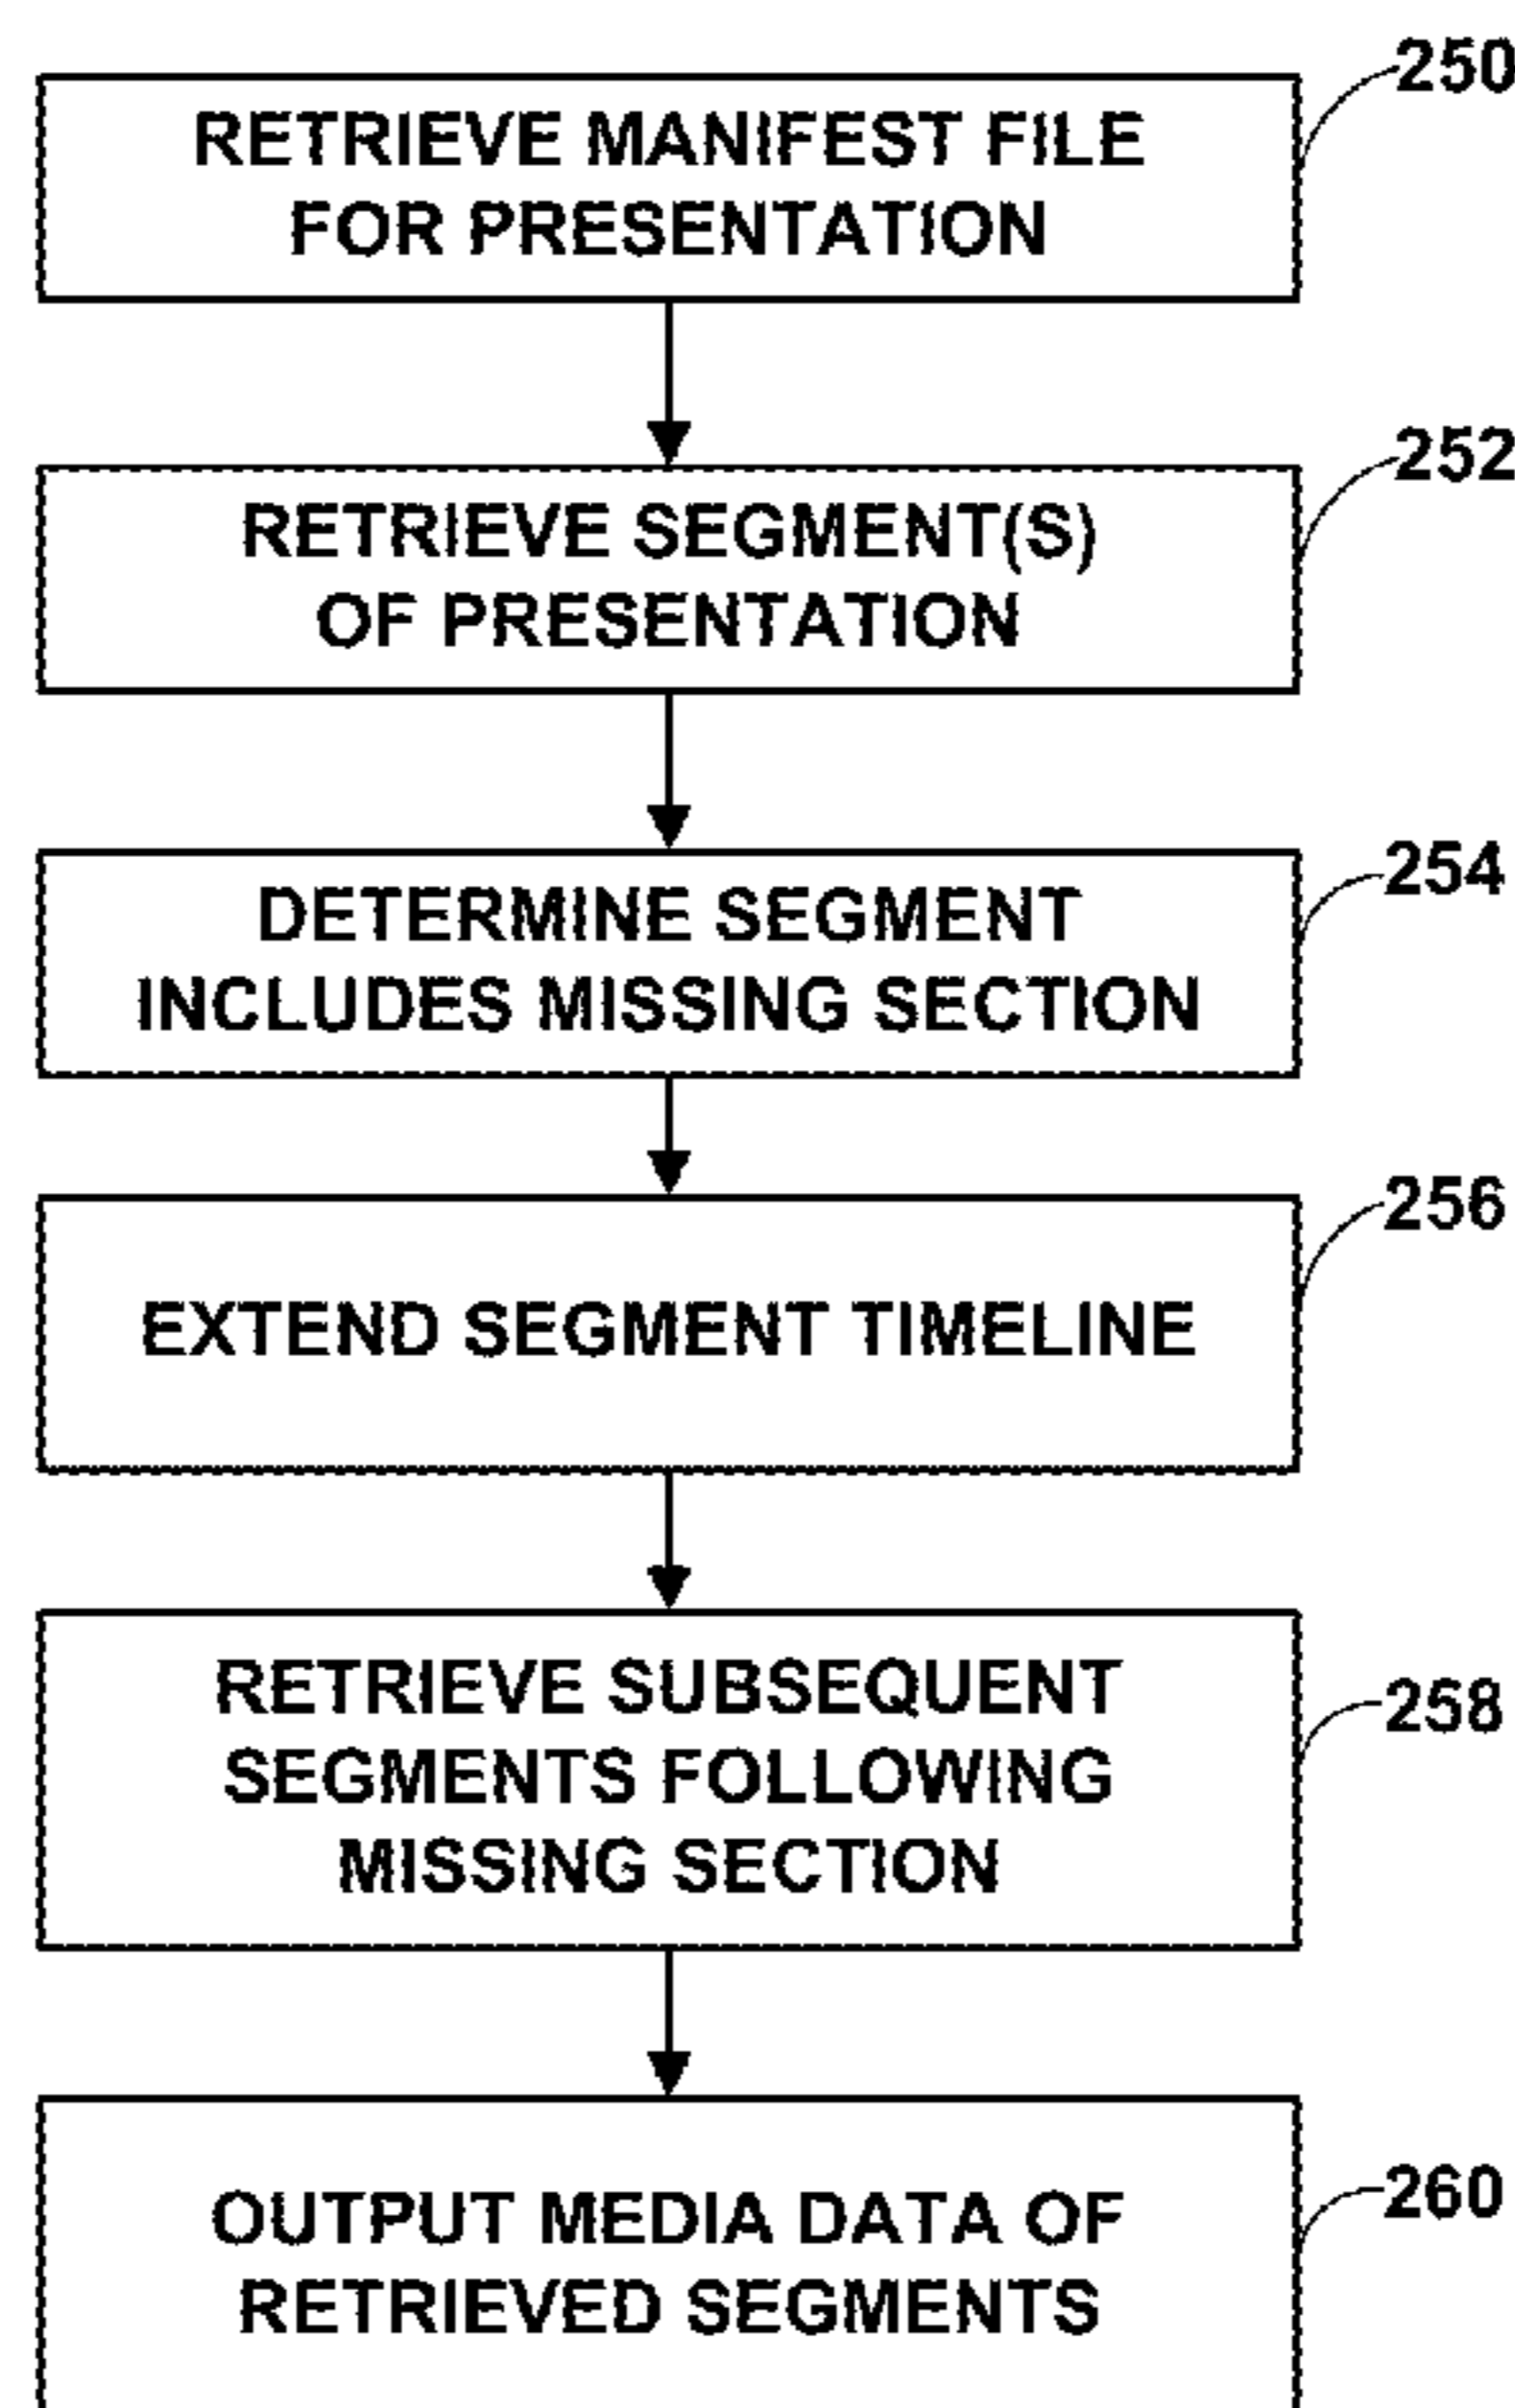 250
RETRIEVE MANIFEST FILE
FOR PRESENTATION
252
RETRIEVE SEGMENT(S)
OF PRESENTATION
254
DETERMINE SEGMENT
INCLUDES MISSING SECTION
256
EXTEND SEGMENT TIMELINE
258
RETRIEVE SUBSEQUENT
SEGMENTS FOLLOWING
MISSING SECTION
260
OUTPUT MEDIA DATA OF
RETRIEVED SEGMENTS